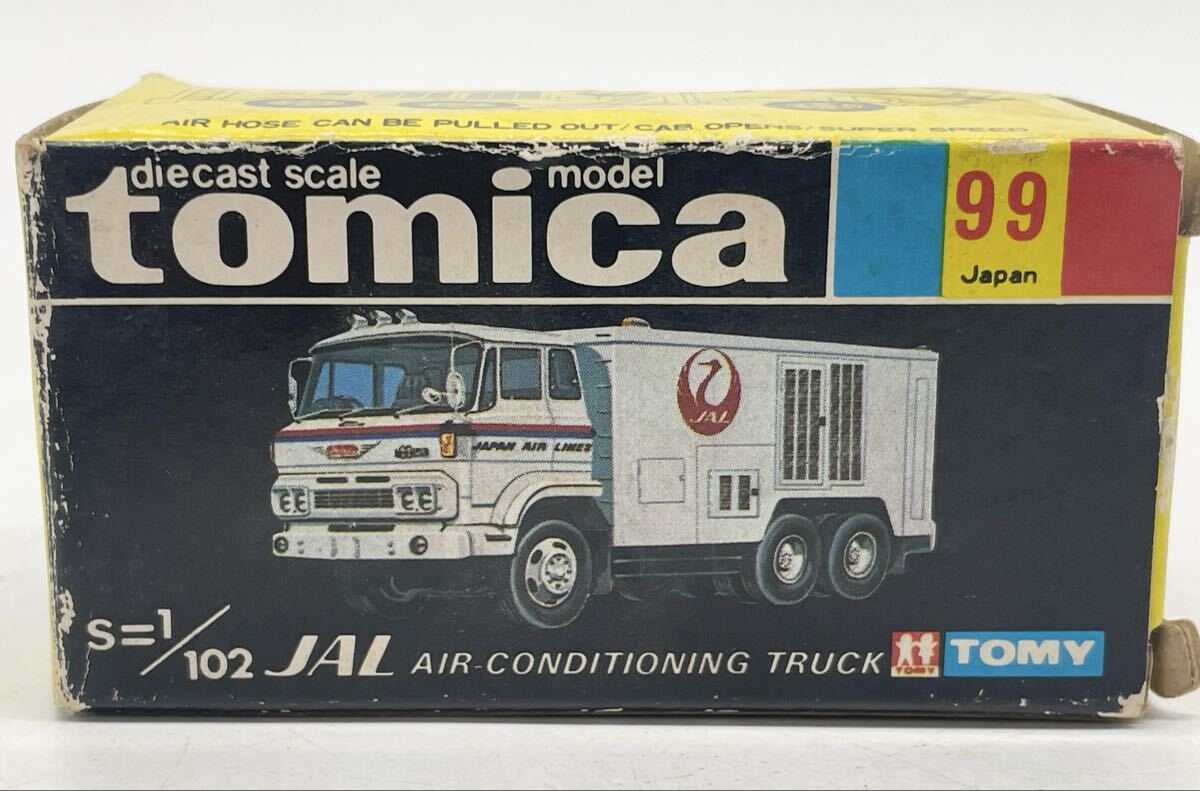 AIR HOSE CAN BE PULLED OUT/CAB OPENS/SUPER SPEED
diecast scale model
tomica
99
Japan
JAL
JAPAN AIR LINES
S=1/102 JAL AIR-CONDITIONING TRUCK
TOMY
TOMY